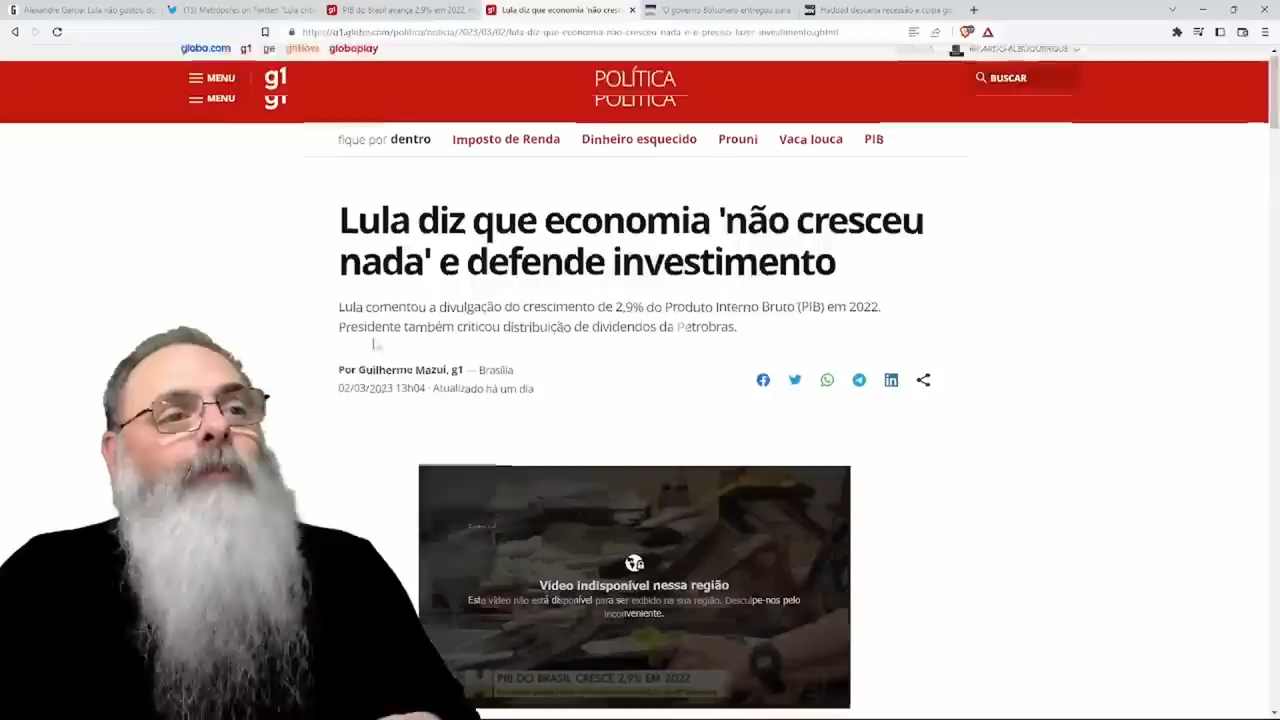 Alexandre Garcia: Lula não gostou do
(15) Metrópoles on Twitter: "Lula crit
PIB do Brasil avança 2,9% em 2022, m
Lula diz que economia 'não cresc
"O governo Bolsonaro entregou para
Haddad descarta recessão e culpa go
https://g1.globo.com/politica/noticia/2023/03/02/lula-diz-que-economia-nao-cresceu-nada-e-e-preciso-fazer-investimento.ghtml
globo.com g1 ge gshow globoplay
RICARDO ALBUQUERQUE
MENU g1 POLÍTICA BUSCAR
MENU g1 POLÍTICA
fique por dentro Imposto de Renda Dinheiro esquecido Prouni Vaca louca PIB
Lula diz que economia 'não cresceu
nada' e defende investimento
Lula comentou a divulgação do crescimento de 2,9% do Produto Interno Bruto (PIB) em 2022.
Presidente também criticou distribuição de dividendos da Petrobras.
Por Guilherme Mazui, g1 — Brasília
02/03/2023 13h04 · Atualizado há um dia
Vídeo indisponível nessa região
Este vídeo não está disponível para ser exibido na sua região. Desculpe-nos pelo
inconveniente.
PIB DO BRASIL CRESCE 2,9% EM 2022